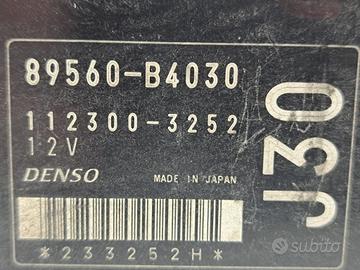 89560-B4030
112300-3252
12V
DENSO MADE IN JAPAN
*233252H*
J30
subito